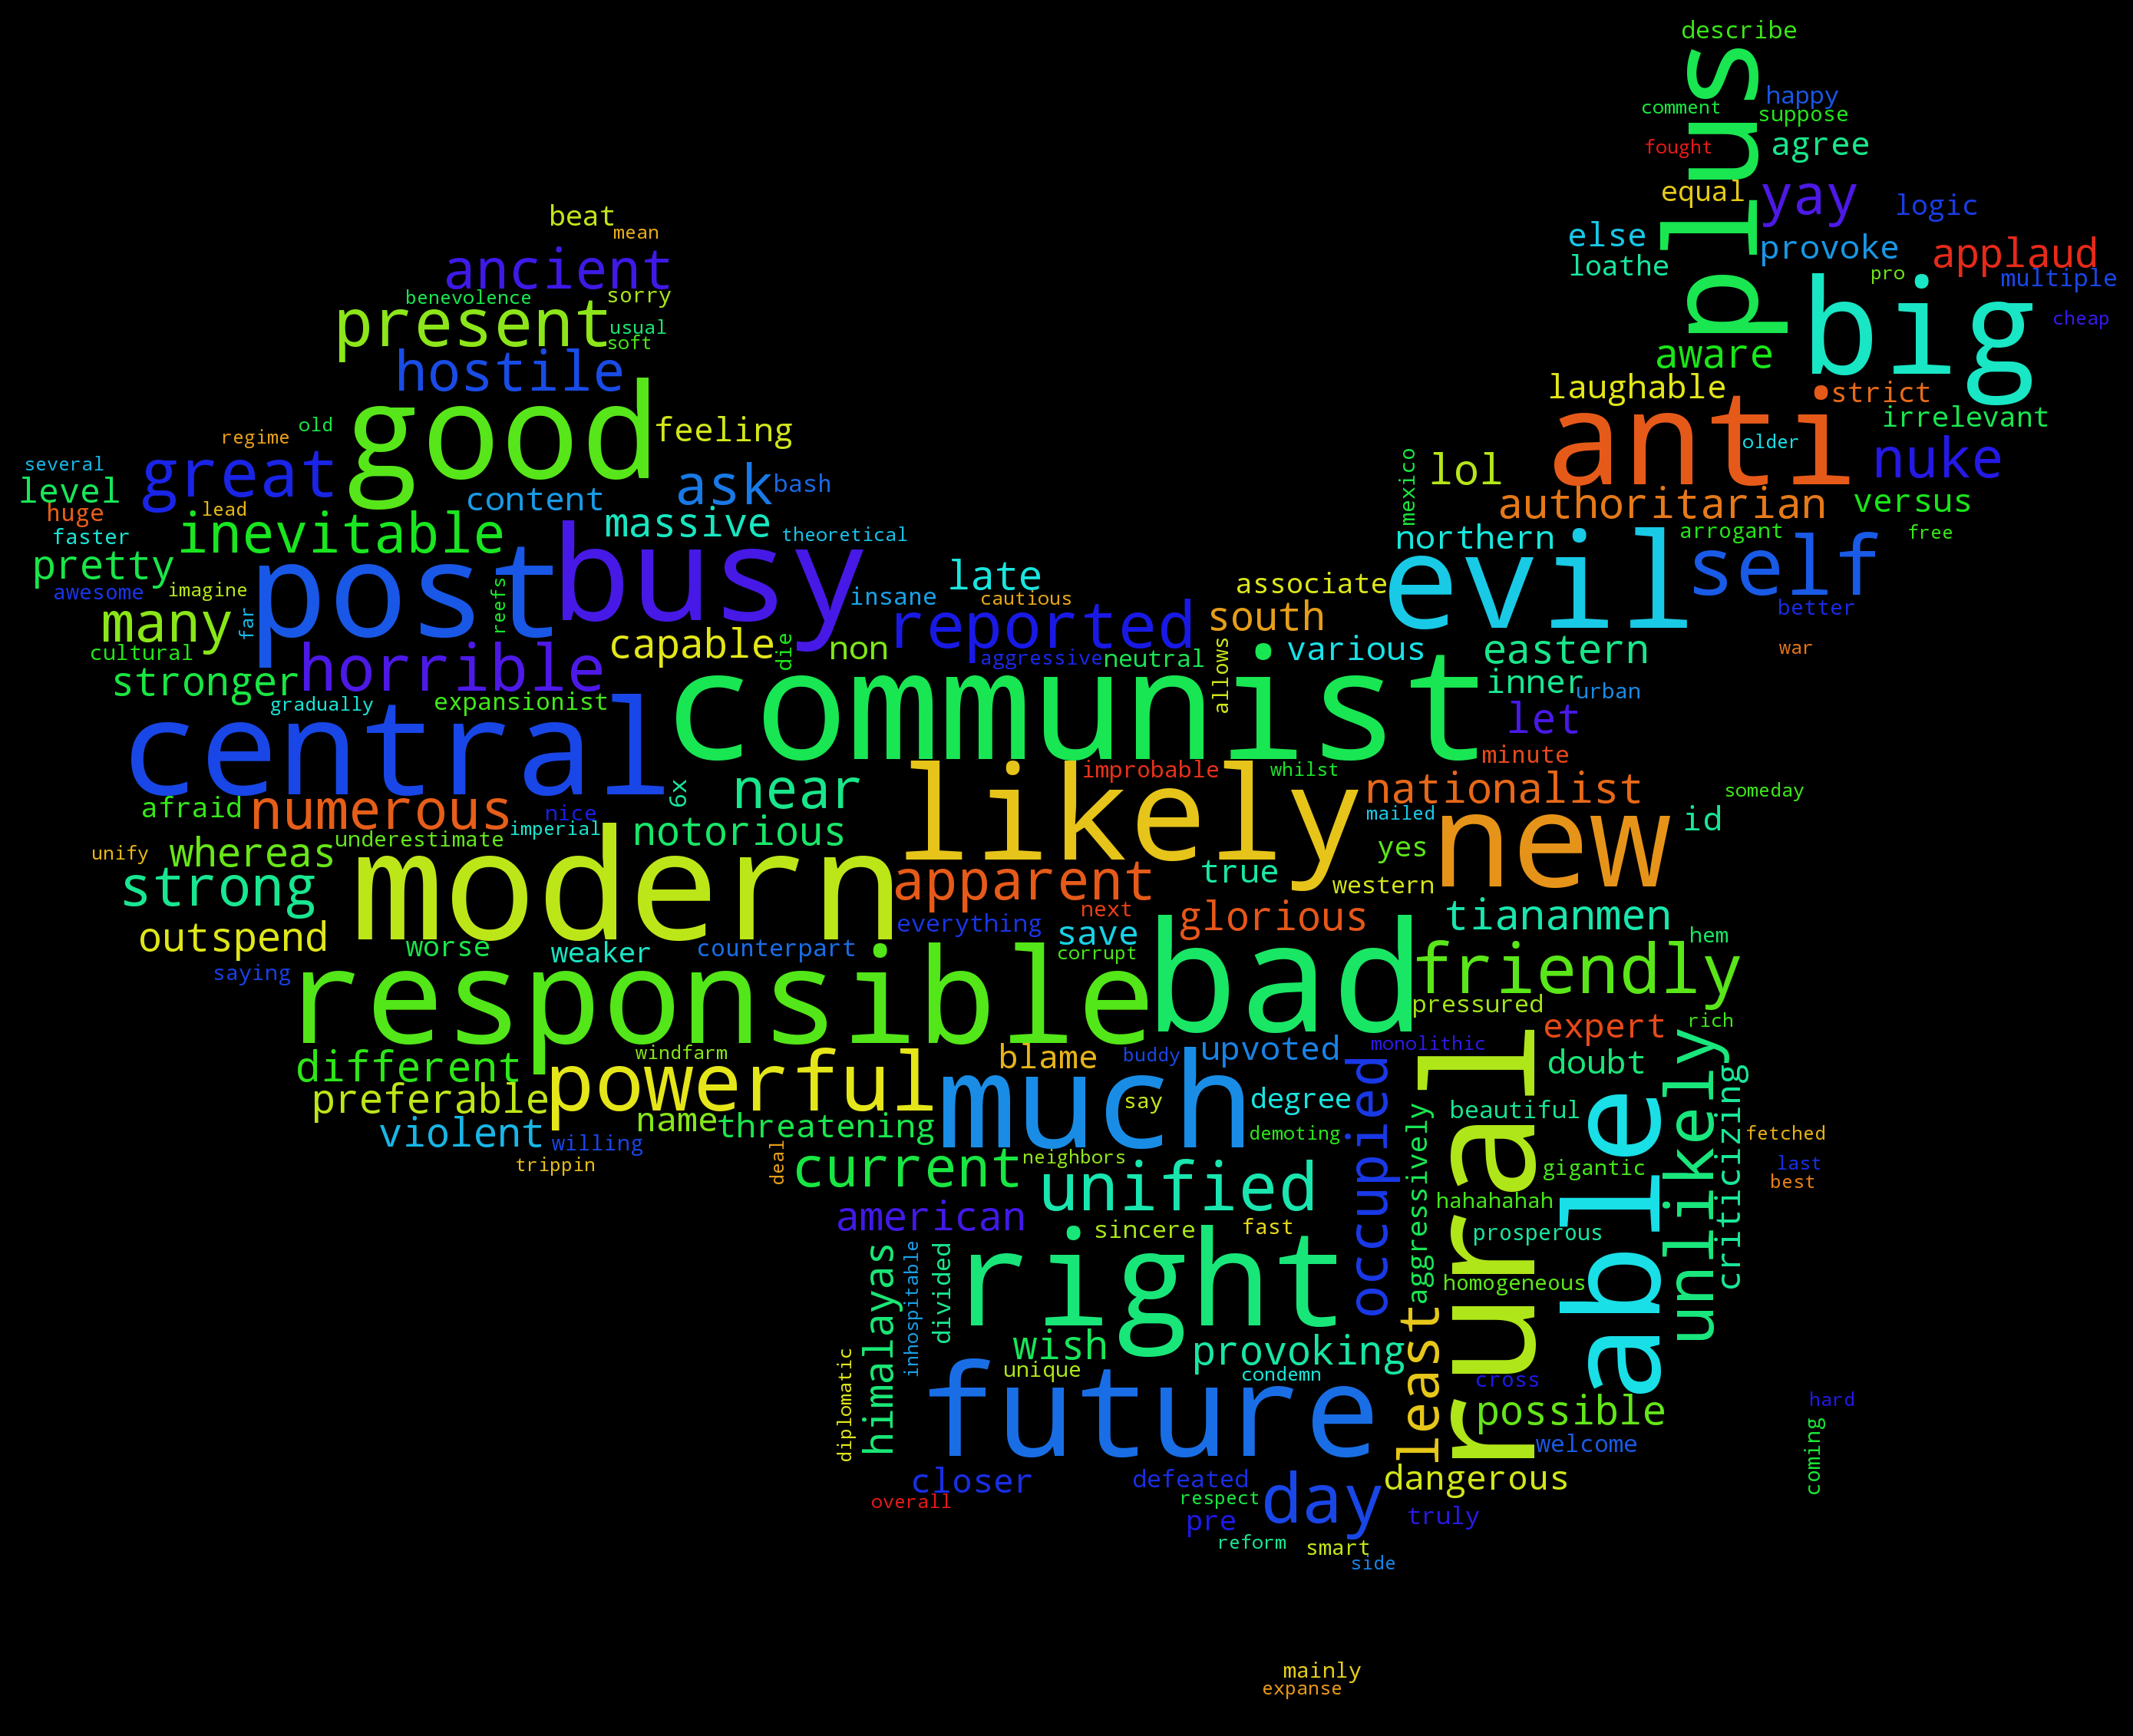 describe
plus
happy
comment
suppose
fought
agree
equal
yay
logic
beat
mean
else
provoke
applaud
loathe
pro
multiple
ancient
benevolence
sorry
big
cheap
present
usual
soft
aware
hostile
laughable
strict
good
feeling
anti
irrelevant
old
regime
older
several
great
ask
bash
mexico
lol
nuke
level
content
huge
lead
massive
authoritarian
versus
faster
inevitable
busy
theoretical
northern
arrogant
free
pretty
post
late
associate
evil
self
awesome
imagine
reefs
insane
cautious
better
many
far
reported
south
cultural
horrible
capable
die
non
aggressive
neutral
various
eastern
war
stronger
allows
inner
urban
gradually
expansionist
communist
let
central
6x
near
likely
improbable
whilst
minute
nationalist
someday
afraid
numerous
nice
imperial
notorious
mailed
new
id
unify
whereas
underestimate
modern
yes
strong
apparent
true
western
next
glorious
tiananmen
outspend
worse
weaker
counterpart
everything
save
corrupt
bad
friendly
hem
saying
responsible
pressured
expert
rich
different
windfarm
blame
buddy
upvoted
monolithic
doubt
preferable
powerful
much
say
degree
occupied
rural
beautiful
able
unlikely
criticizing
violent
willing
name
threatening
demoting
aggressively
fetched
trippin
deal
current
neighbors
unified
gigantic
last
best
american
sincere
fast
hahahahah
himalayas
inhospitable
divided
right
prosperous
homogeneous
diplomatic
wish
provoking
least
unique
condemn
cross
future
possible
hard
welcome
coming
closer
defeated
day
dangerous
overall
respect
pre
truly
reform
smart
side
mainly
expanse